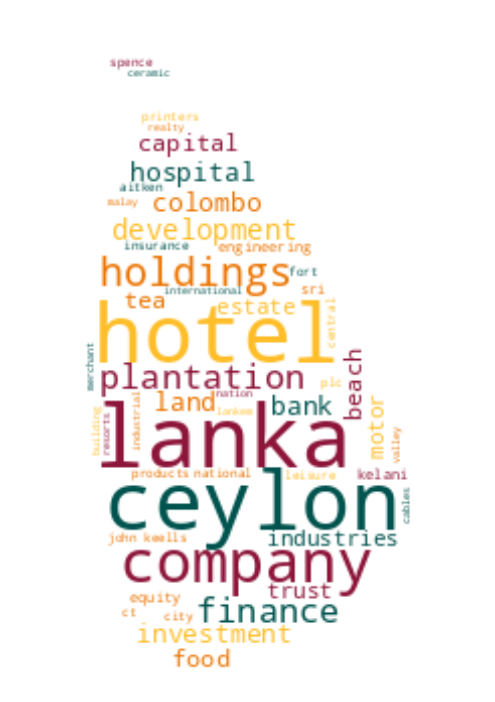 spence
ceramic
printers
realty
capital
hospital
aitken
malay
colombo
development
insurance
engineering
holdings
fort
international
sri
tea
estate
hotel
central
merchant
plantation
plc
beach
nation
land
lankem
bank
motor
building
resorts
industrial
lanka
valley
products
national
leisure
kelani
ceylon
cables
john keells
industries
company
trust
equity
ct
city
finance
investment
food